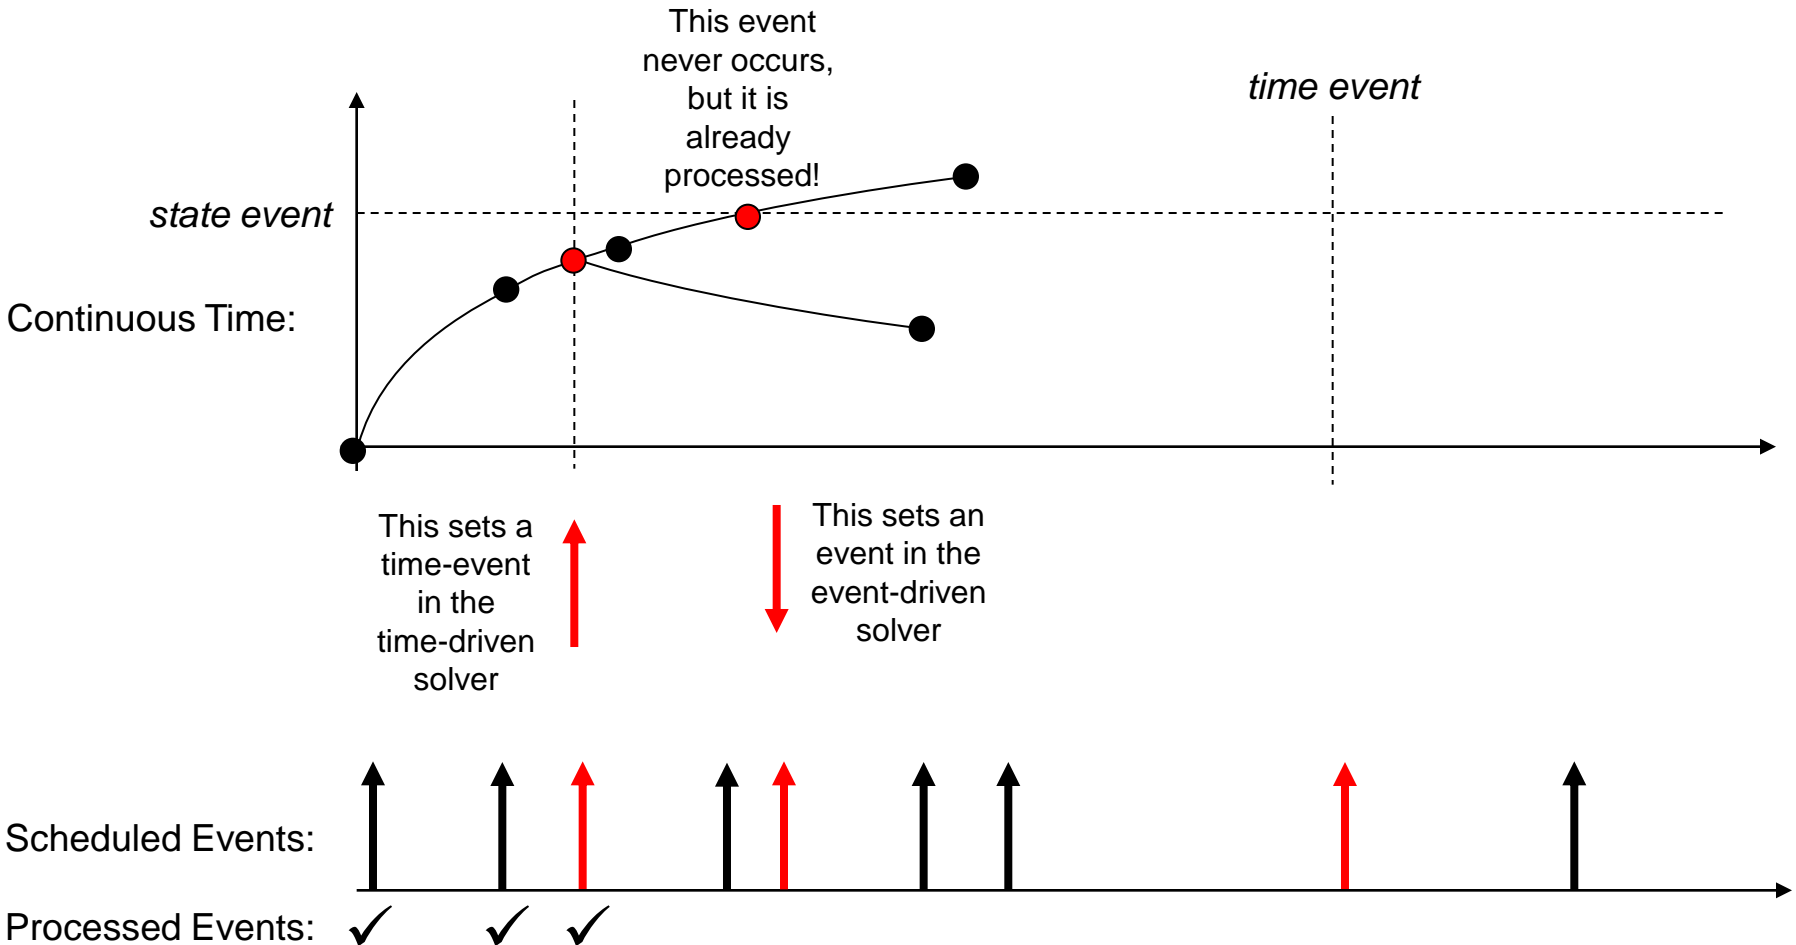 This event
never occurs,
but it is
already
processed!
time event
state event
Continuous Time:
This sets a
time-event
in the
time-driven
solver
This sets an
event in the
event-driven
solver
Scheduled Events:
Processed Events: